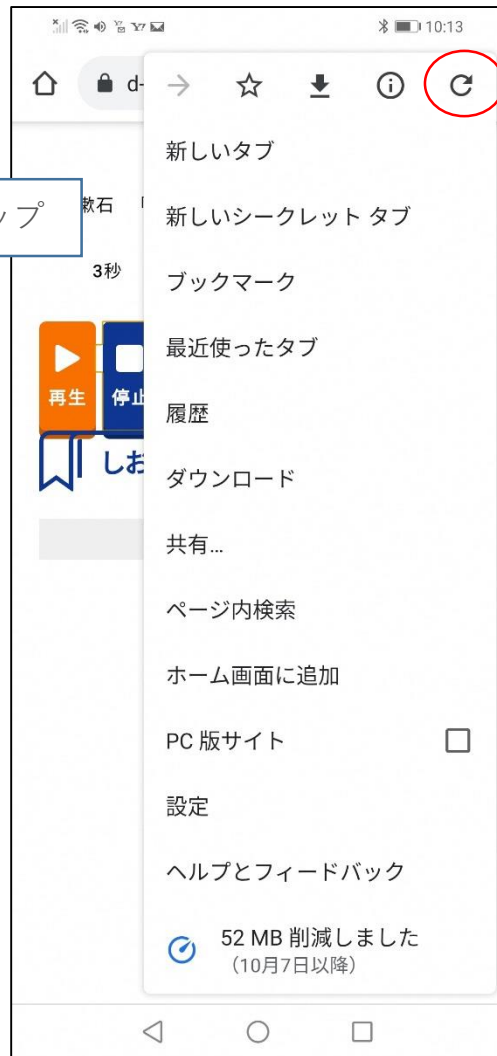 10:13
d-
新しいタブ
ップ
漱石 「
新しいシークレット タブ
3秒
ブックマーク
最近使ったタブ
再生
停止
履歴
しお
ダウンロード
共有...
ページ内検索
ホーム画面に追加
PC 版サイト
設定
ヘルプとフィードバック
52 MB 削減しました
(10月7日以降)